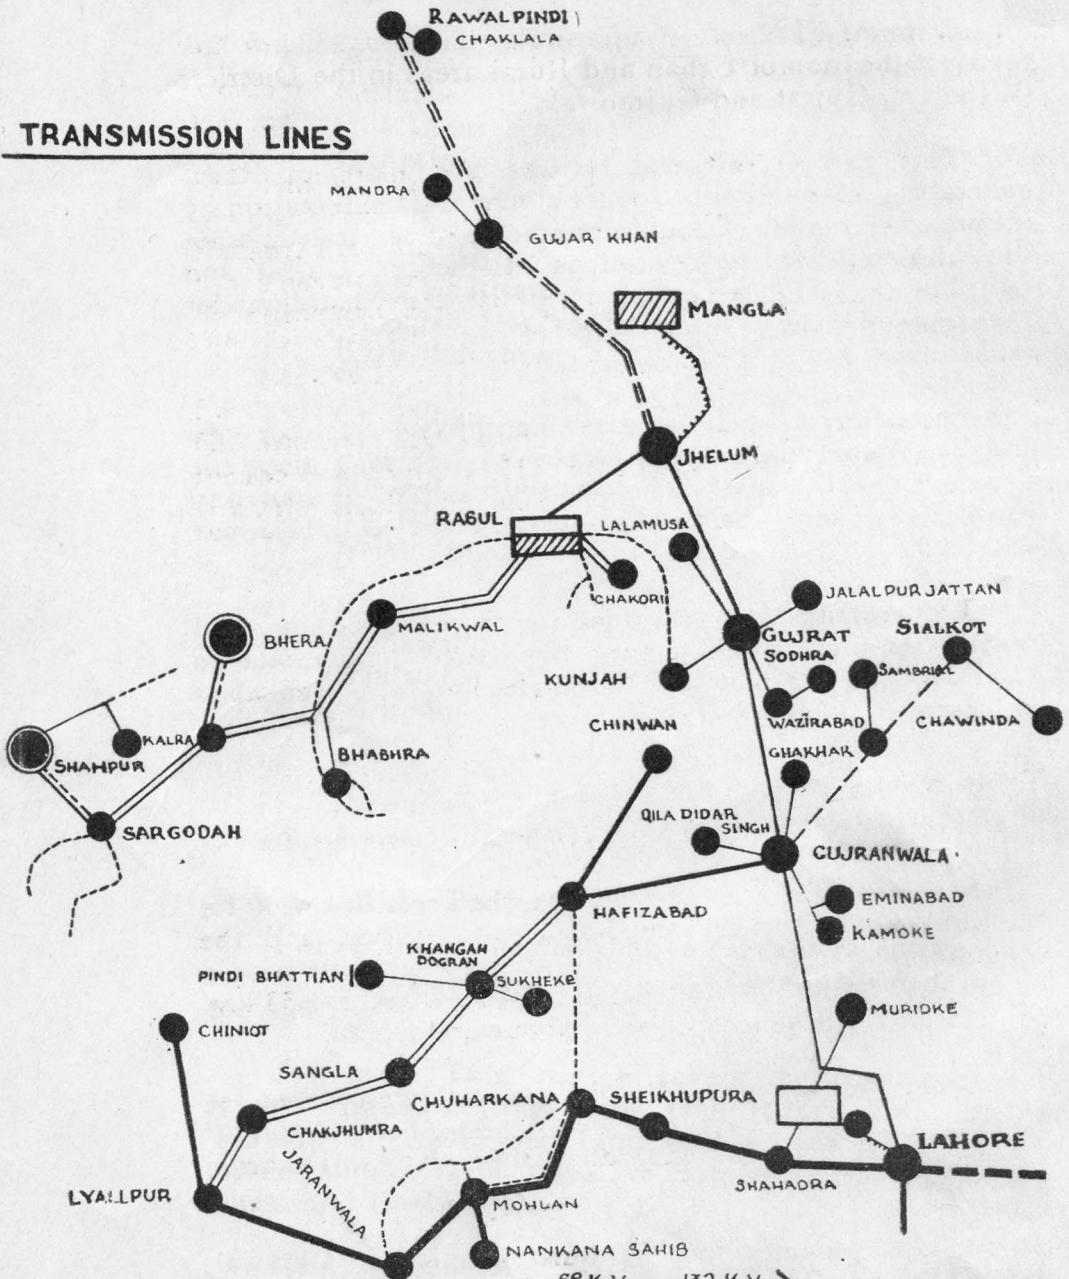 RAWALPINDI
CHAKLALA
TRANSMISSION LINES
MANDRA
GUJAR KHAN
MANGLA
JHELUM
RASUL
LALAMUSA
CHAKORI
JALALPUR JATTAN
MALIKWAL
BHERA
GUJRAT
SIALKOT
SODHRA
KUNJAH
SAMBRIAL
WAZIRABAD
CHAWINDA
CHINWAN
KALRA
GHAKHAR
BHABHRA
SHAHPUR
QILA DIDAR
SINGH
SARGODAH
GUJRANWALA
EMINABAD
HAFIZABAD
KAMOKE
KHANGAH
DOGRAN
PINDI BHATTIAN
SUKHEKE
MURIDKE
CHINIOT
SANGLA
CHUHARKANA
SHEIKHUPURA
CHAKJHUMRA
LAHORE
JARANWALA
SHAHADRA
LYALLPUR
MOHLAN
NANKANA SAHIB